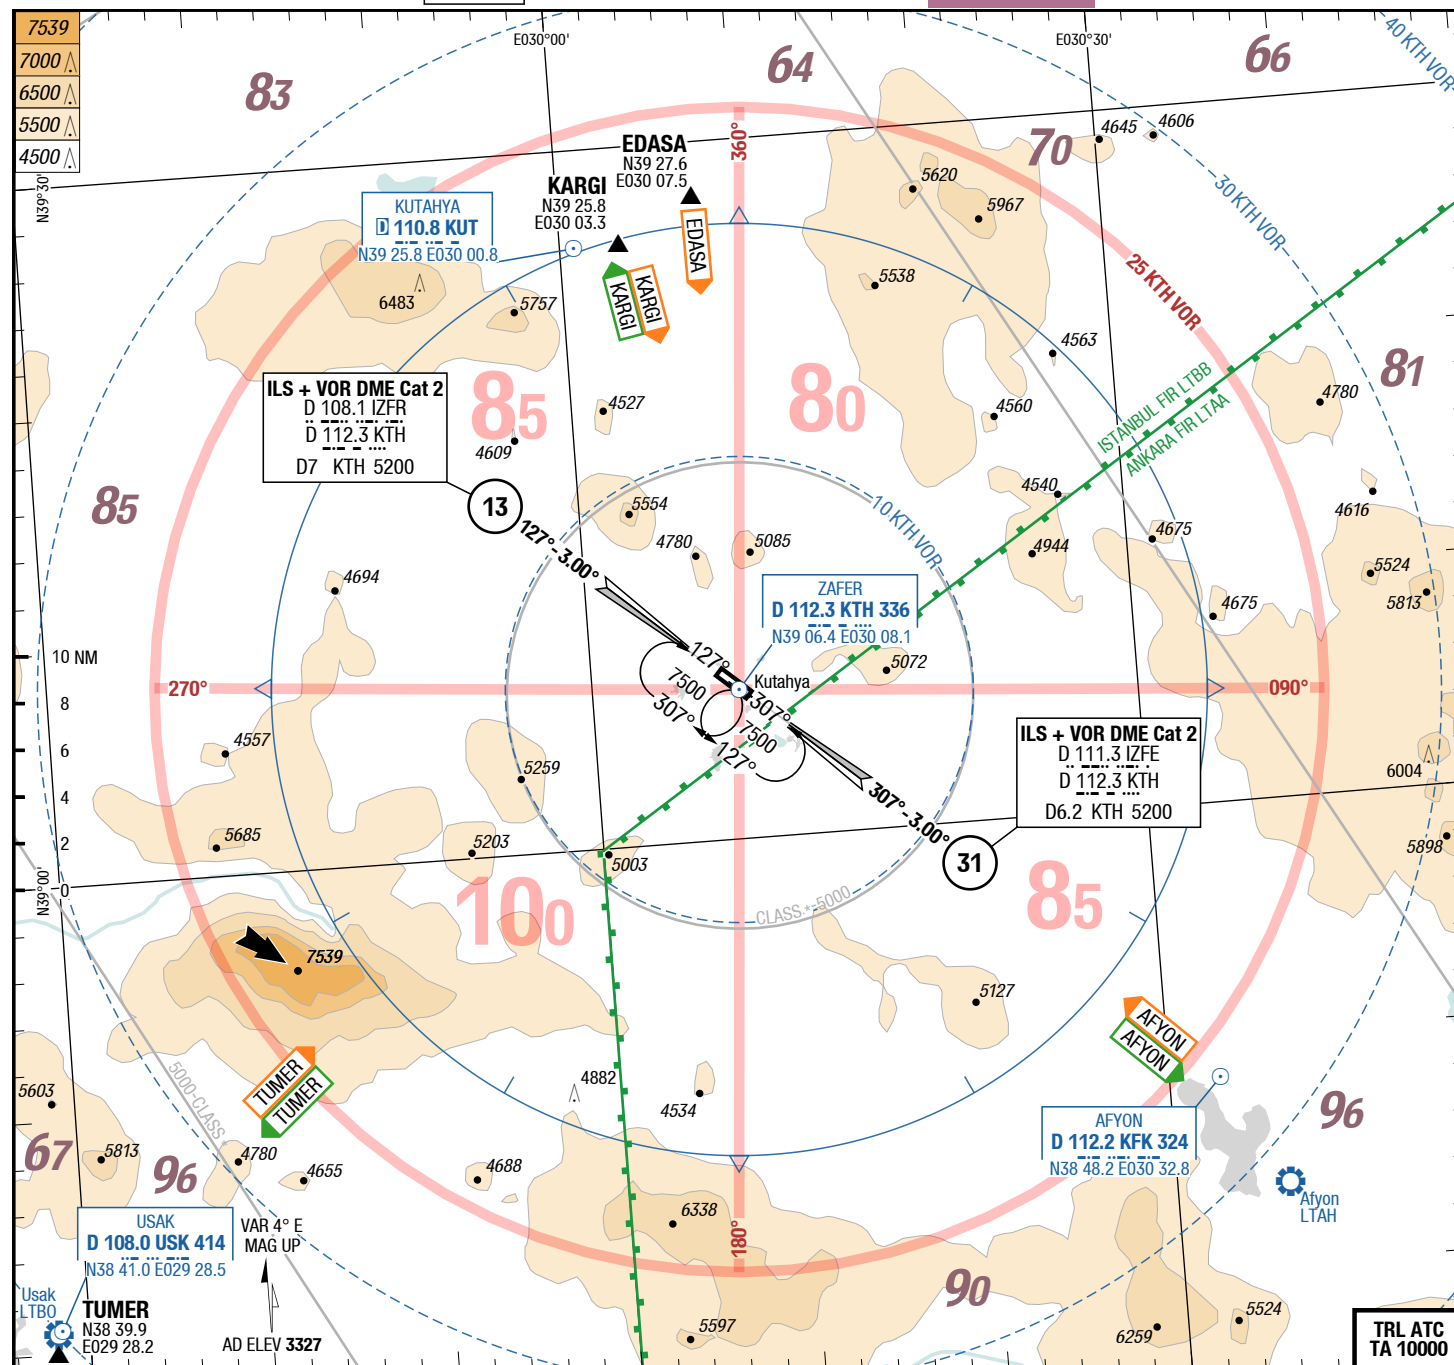 7539
7000
6500
5500
4500
N39°30'
E030°00'
E030°30'
83
64
66
70
81
85
67
96
96
90
40 KTH VOR
30 KTH VOR
25 KTH VOR
10 KTH VOR
360°
090°
180°
270°
85
80
100
85
EDASA
N39 27.6
E030 07.5
KARGI
N39 25.8
E030 03.3
KUTAHYA
D 110.8 KUT
N39 25.8 E030 00.8
EDASA
KARGI
KARGI
4645
4606
5620
5967
5538
4563
4560
4780
4616
4540
4944
4675
4675
5524
5813
6483
5757
4527
4609
5554
4780
5085
4694
5072
ISTANBUL FIR LTBB
ANKARA FIR LTAA
ILS + VOR DME Cat 2
D 108.1 IZFR
D 112.3 KTH
D7 KTH 5200
13
127°-3.00°
ZAFER
D 112.3 KTH 336
N39 06.4 E030 08.1
Kutahya
127°
7500
307°
307°
7500
127°
307°-3.00°
31
ILS + VOR DME Cat 2
D 111.3 IZFE
D 112.3 KTH
D6.2 KTH 5200
10 NM
8
6
4
2
0
N39°00'
4557
5685
5259
5203
5003
6004
5898
CLASS.*-5000
7539
5127
4882
4534
TUMER
TUMER
AFYON
AFYON
5000-CLASS.*
5603
5813
4780
4655
4688
6338
5597
6259
5524
AFYON
D 112.2 KFK 324
N38 48.2 E030 32.8
Afyon
LTAH
USAK
D 108.0 USK 414
N38 41.0 E029 28.5
VAR 4° E
MAG UP
AD ELEV 3327
Usak
LTBO
TUMER
N38 39.9
E029 28.2
TRL ATC
TA 10000